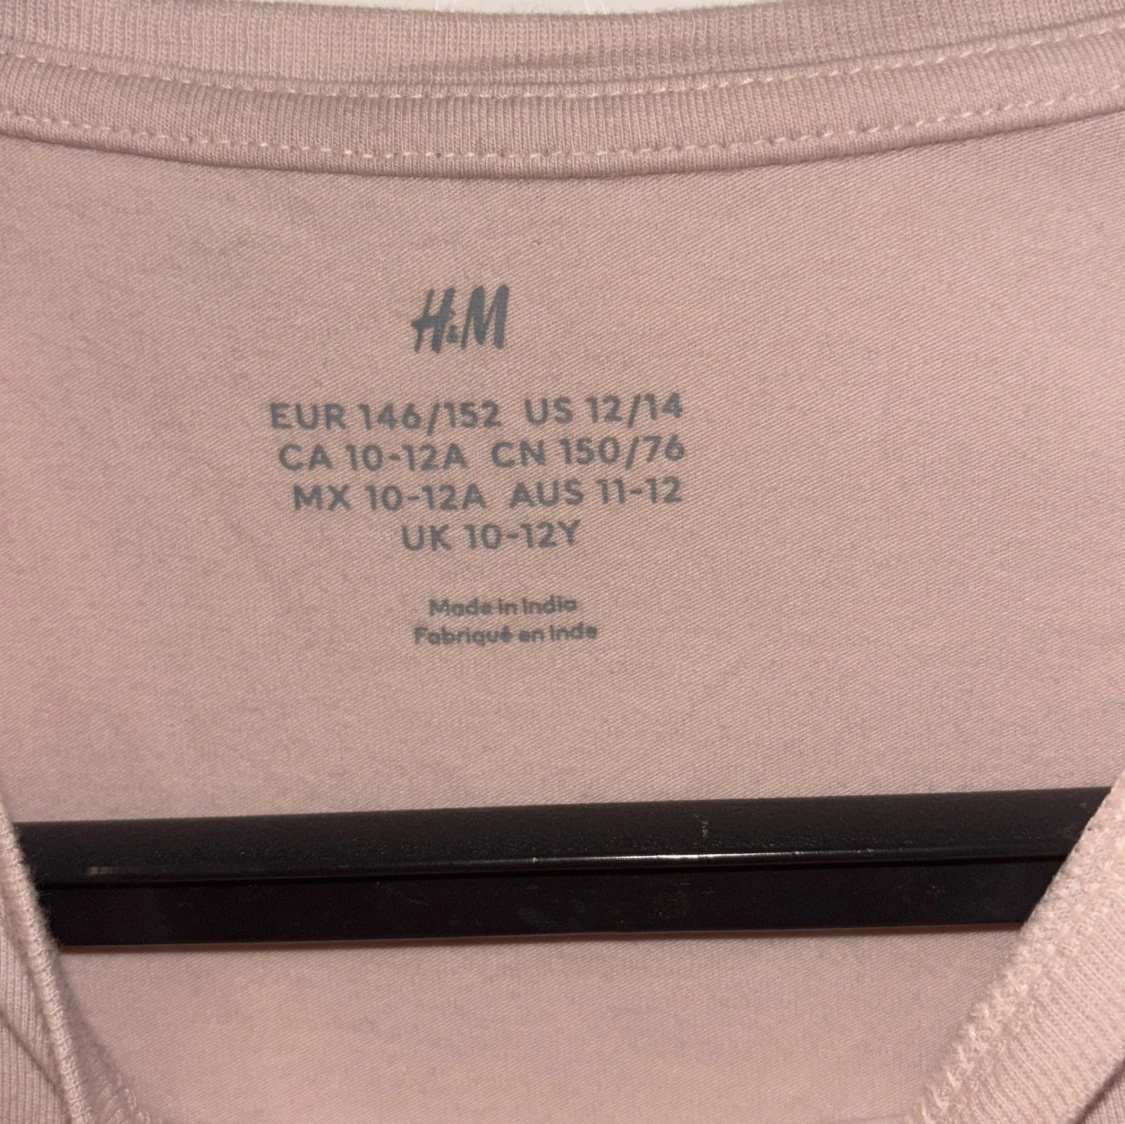 H&M
EUR 146/152 US 12/14
CA 10-12A CN 150/76
MX 10-12A AUS 11-12
UK 10-12Y
Made in India
Fabriqué en Inde